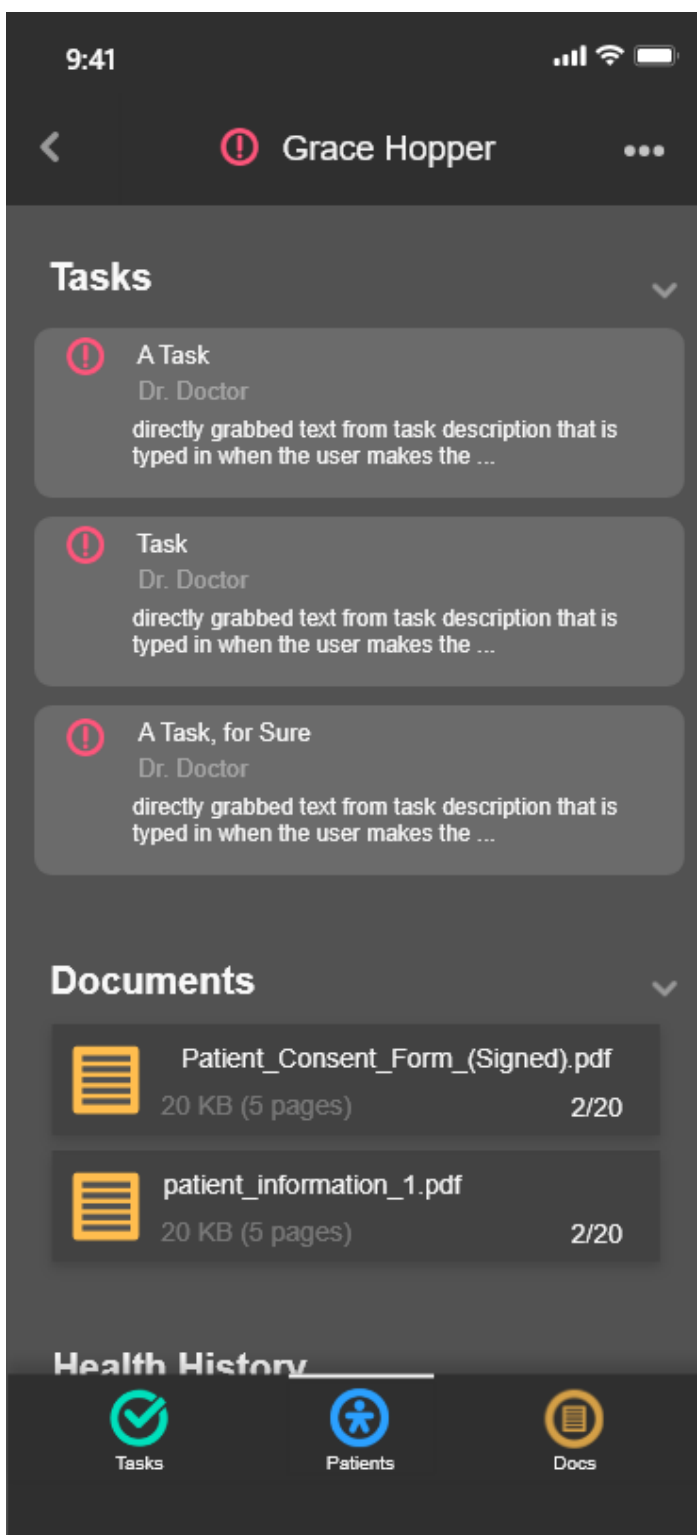 9:41
Grace Hopper
Tasks
A Task
Dr. Doctor
directly grabbed text from task description that is
typed in when the user makes the ...
Task
Dr. Doctor
directly grabbed text from task description that is
typed in when the user makes the ...
A Task, for Sure
Dr. Doctor
directly grabbed text from task description that is
typed in when the user makes the ...
Documents
Patient_Consent_Form_(Signed).pdf
20 KB (5 pages) 2/20
patient_information_1.pdf
20 KB (5 pages) 2/20
Health History
Tasks Patients Docs